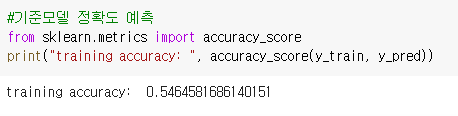 #기준모델 정확도 예측
from sklearn.metrics import accuracy_score
print("training accuracy: ", accuracy_score(y_train, y_pred))
training accuracy:  0.5464581686140151